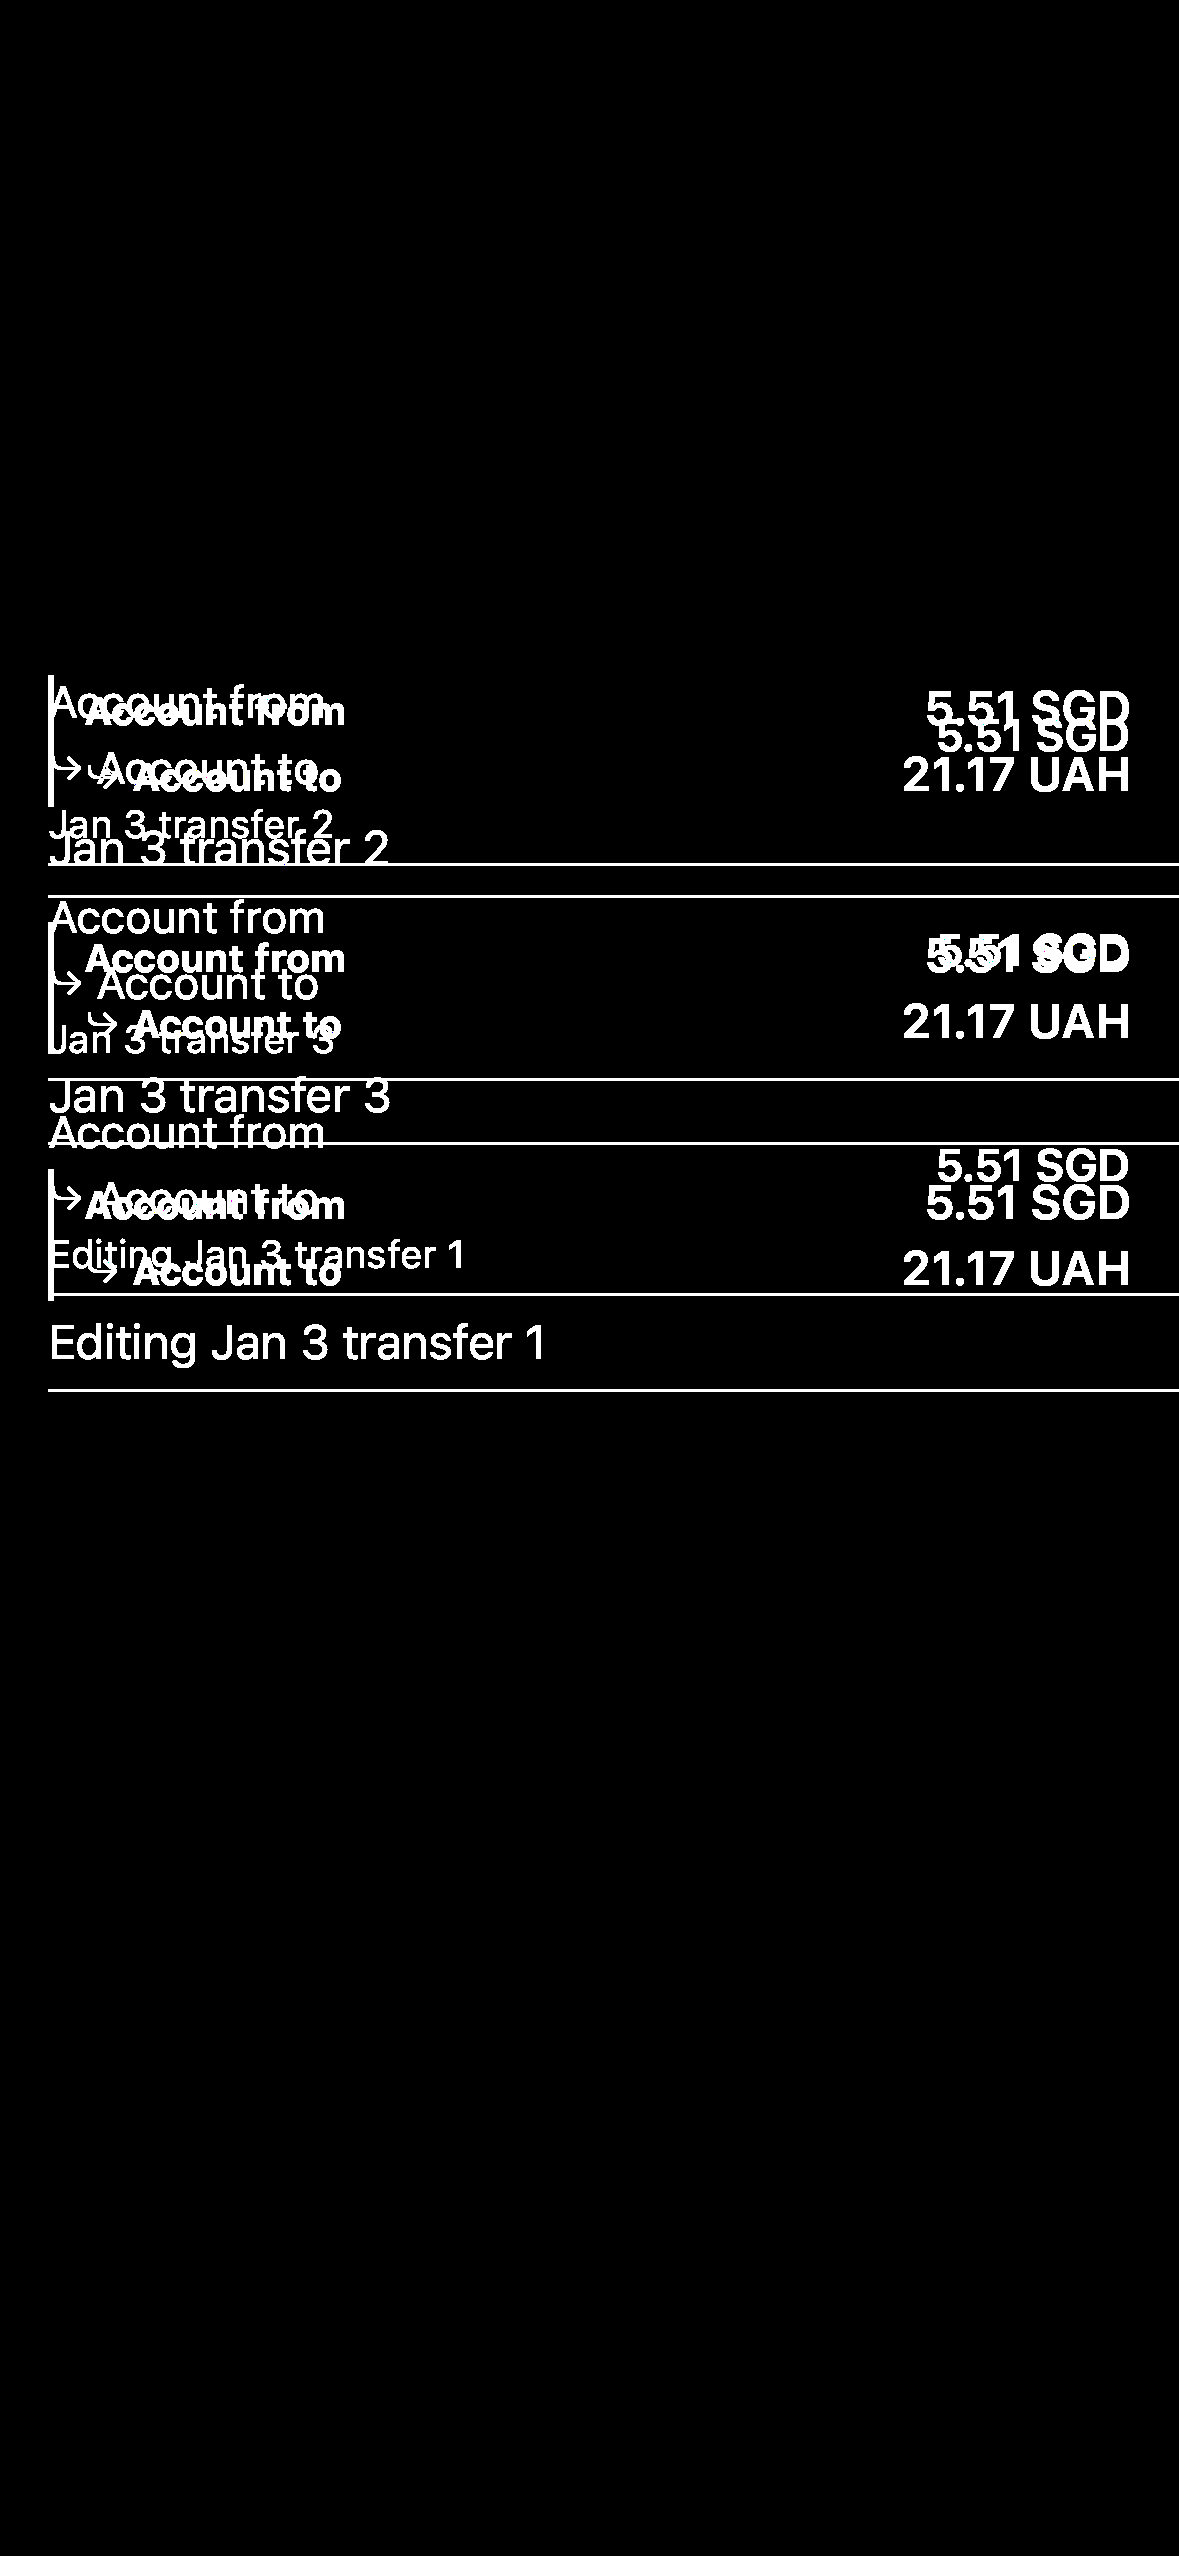 Account from
5.51 SGD
Account from
5.51 SGD
↳ Account to
↳ Account to
21.17 UAH
Jan 3 transfer 2
Jan 3 transfer 2
Account from
5.51 SGD
Account from
5.51 SGD
↳ Account to
↳ Account to
21.17 UAH
Jan 3 transfer 3
Jan 3 transfer 3
Account from
5.51 SGD
↳ Account to
Account from
5.51 SGD
Editing Jan 3 transfer 1
↳ Account to
21.17 UAH
Editing Jan 3 transfer 1